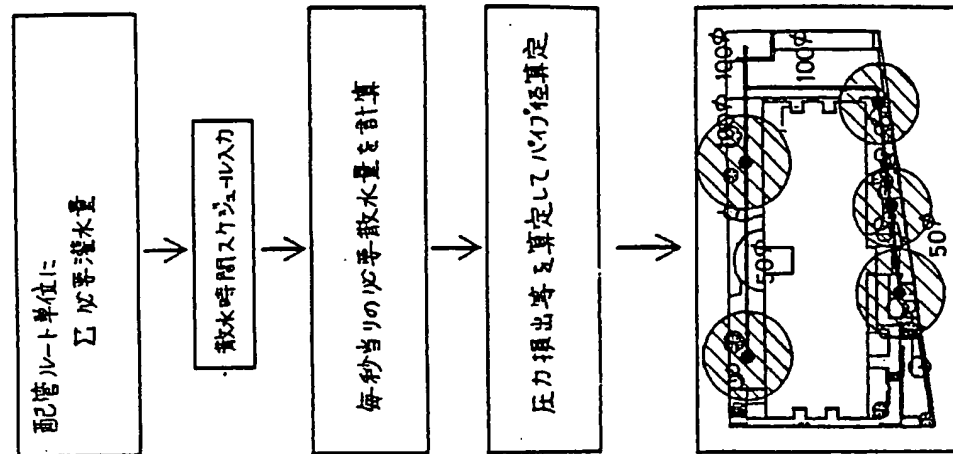 配管ルート単位に
Σ必要潅水量
散水時間スケジュール入力
毎秒当りの必要散水量を計算
圧力損出等を算定してパイプ径算定
100φ
100φ
100φ
50φ
50φ